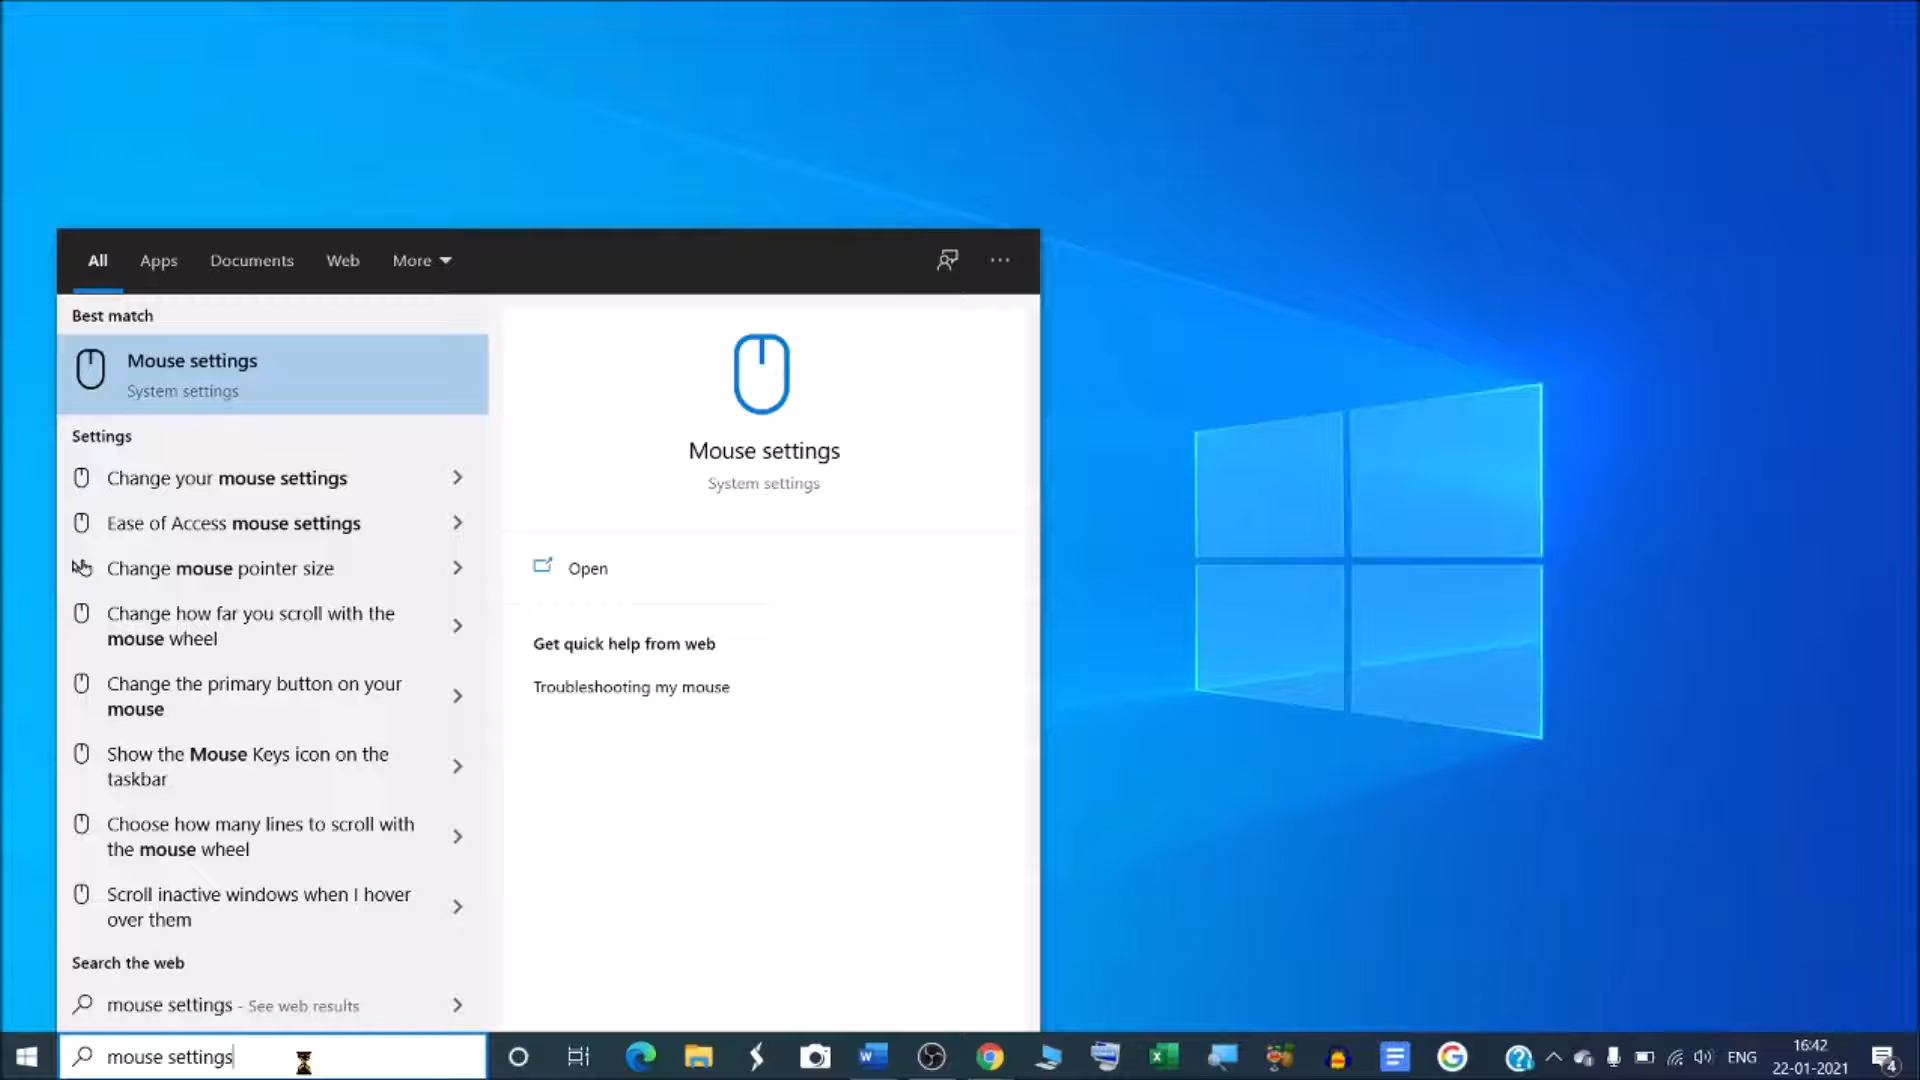 All Apps Documents Web More
Best match
Mouse settings
System settings
Settings
Change your mouse settings
Ease of Access mouse settings
Change mouse pointer size
Change how far you scroll with the
mouse wheel
Change the primary button on your
mouse
Show the Mouse Keys icon on the
taskbar
Choose how many lines to scroll with
the mouse wheel
Scroll inactive windows when I hover
over them
Search the web
mouse settings - See web results
Mouse settings
System settings
Open
Get quick help from web
Troubleshooting my mouse
mouse settings
ENG
16:42
22-01-2021
4